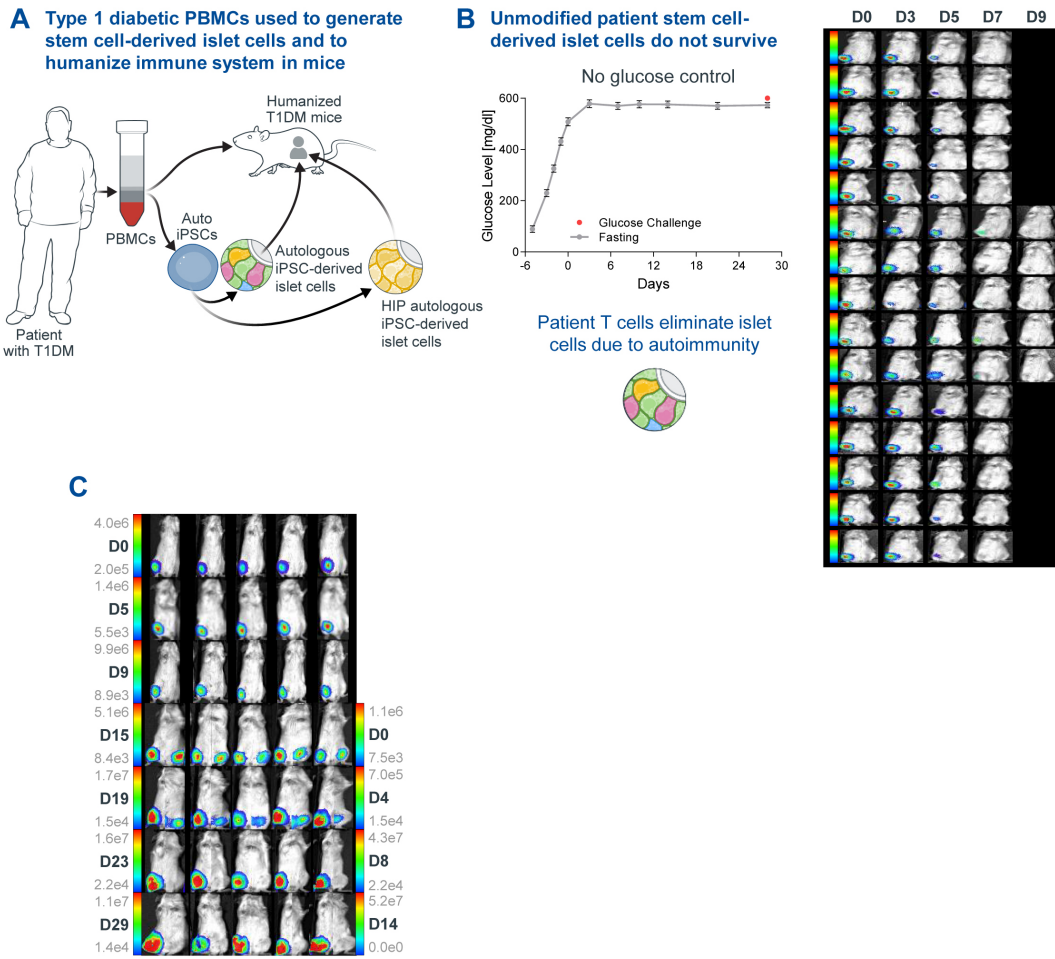 A Type 1 diabetic PBMCs used to generate
stem cell-derived islet cells and to
humanize immune system in mice
Humanized
T1DM mice
PBMCs
Auto
iPSCs
Autologous
iPSC-derived
islet cells
HIP autologous
iPSC-derived
islet cells
Patient
with T1DM
B Unmodified patient stem cell-
derived islet cells do not survive
No glucose control
Glucose Level [mg/dl]
600
400
200
0
-6 0 6 12 18 24 30
Days
Glucose Challenge
Fasting
Patient T cells eliminate islet
cells due to autoimmunity
D0 D3 D5 D7 D9
C
4.0e6
D0
2.0e5
1.4e6
D5
5.5e3
9.9e6
D9
8.9e3
5.1e6
D15
8.4e3
1.7e7
D19
1.5e4
1.6e7
D23
2.2e4
1.1e7
D29
1.4e4
1.1e6
D0
7.5e3
7.0e5
D4
1.5e4
4.3e7
D8
2.2e4
5.2e7
D14
0.0e0